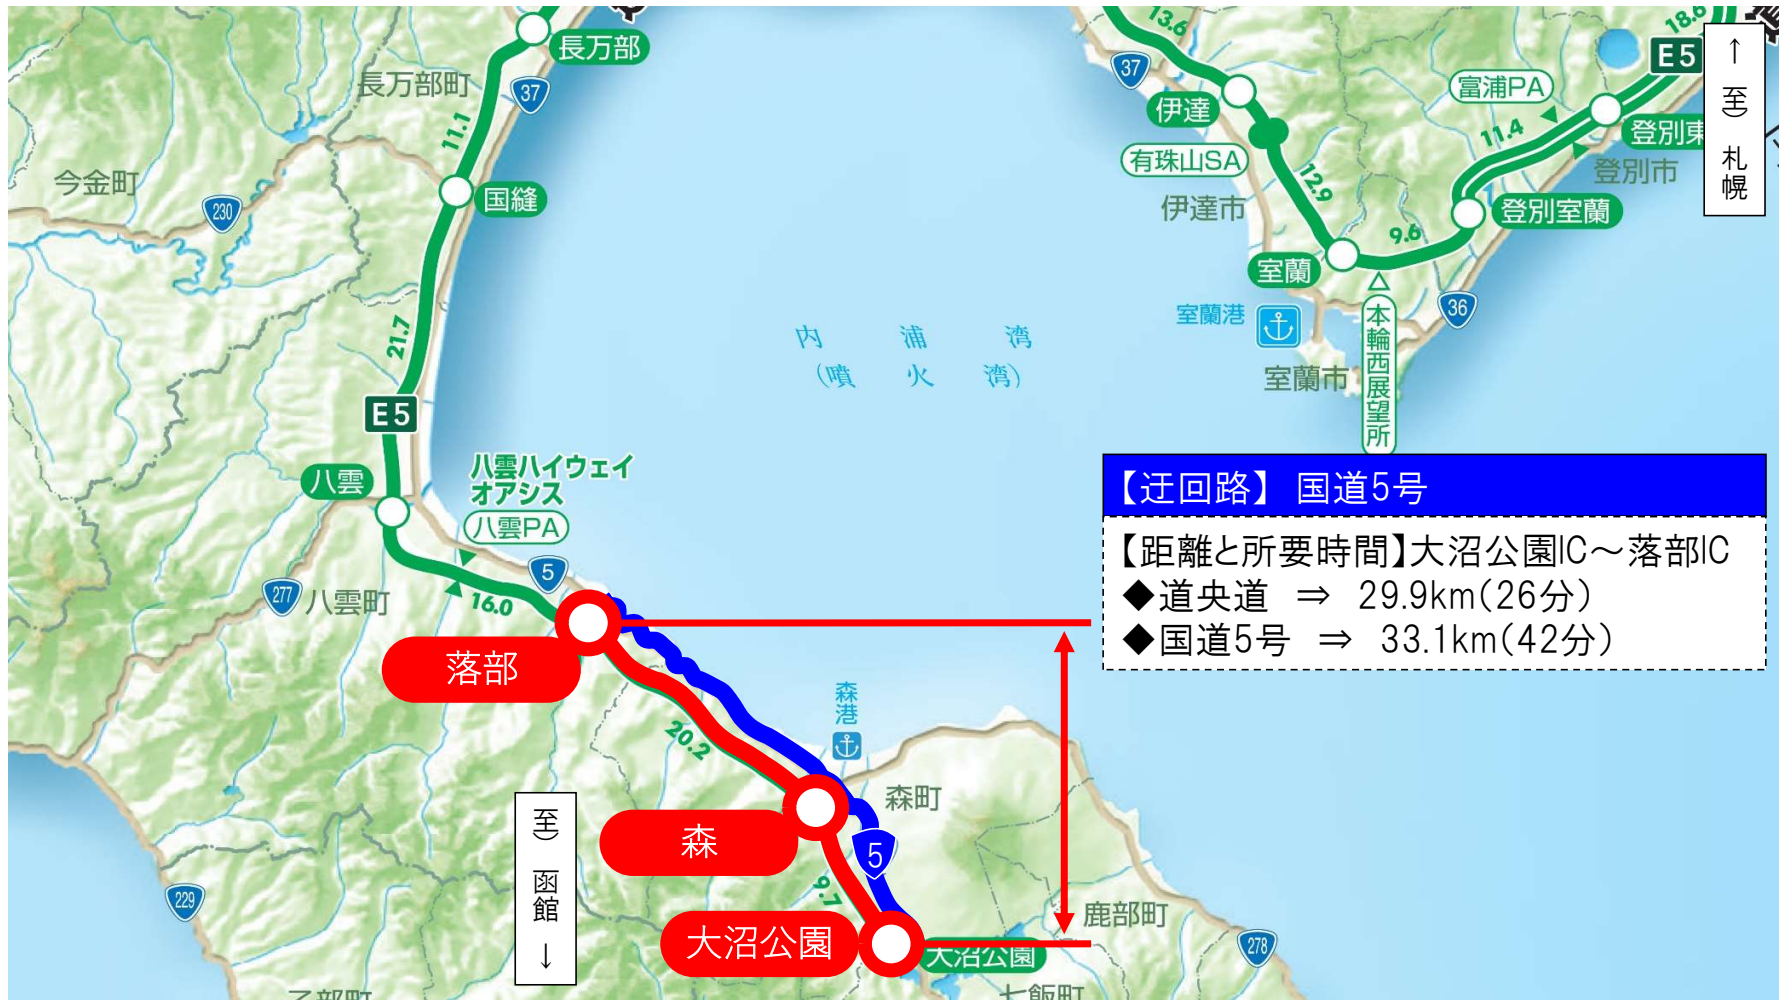 長万部
長万部町
37
11.1
今金町
230
国縫
21.7
E5
八雲
八雲ハイウェイ
オアシス
八雲PA
5
277
八雲町
16.0
落部
20.2
森港
森
森町
5
9.7
大沼公園
大沼公園
鹿部町
278
七飯町
乙部町
229
至）函館↓
内浦湾
（噴火湾）
13.6
37
伊達
有珠山SA
伊達市
12.9
室蘭
室蘭港
室蘭市
本輪西展望所
9.6
36
登別室蘭
登別市
11.4
富浦PA
登別東
E5
18.6
↑至）札幌
【迂回路】 国道5号
【距離と所要時間】大沼公園IC～落部IC
◆道央道 ⇒ 29.9km(26分)
◆国道5号 ⇒ 33.1km(42分)